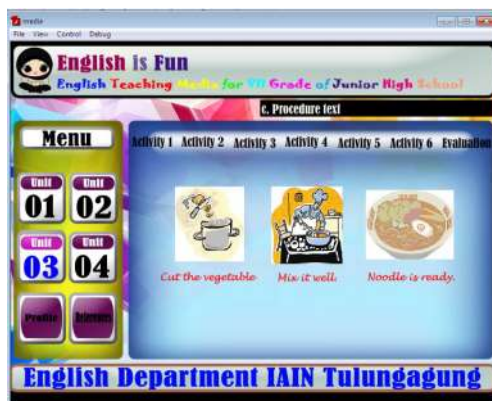 media
File View Control Debug
English is Fun
English Teaching Media for VII Grade of Junior High School
c. Procedure text
Menu
Activity 1 Activity 2 Activity 3 Activity 4 Activity 5 Activity 6 Evaluation
Unit Unit
01 02
Unit Unit
03 04
Profile References
Cut the vegetable Mix it well. Noodle is ready.
English Department IAIN Tulungagung